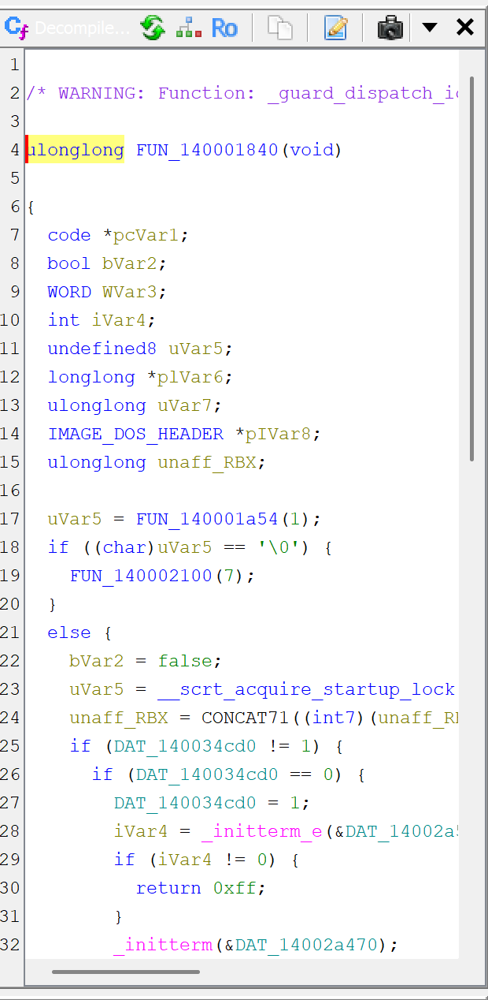 Decompile...
Ro
1
2 /* WARNING: Function: _guard_dispatch_ic
3
4 ulonglong FUN_140001840(void)
5
6 {
7 code *pcVar1;
8 bool bVar2;
9 WORD WVar3;
10 int iVar4;
11 undefined8 uVar5;
12 longlong *plVar6;
13 ulonglong uVar7;
14 IMAGE_DOS_HEADER *pIVar8;
15 ulonglong unaff_RBX;
16
17 uVar5 = FUN_140001a54(1);
18 if ((char)uVar5 == '\0') {
19 FUN_140002100(7);
20 }
21 else {
22 bVar2 = false;
23 uVar5 = __scrt_acquire_startup_lock
24 unaff_RBX = CONCAT71((int7)(unaff_RB
25 if (DAT_140034cd0 != 1) {
26 if (DAT_140034cd0 == 0) {
27 DAT_140034cd0 = 1;
28 iVar4 = _initterm_e(&DAT_14002a5
29 if (iVar4 != 0) {
30 return 0xff;
31 }
32 _initterm(&DAT_14002a470);